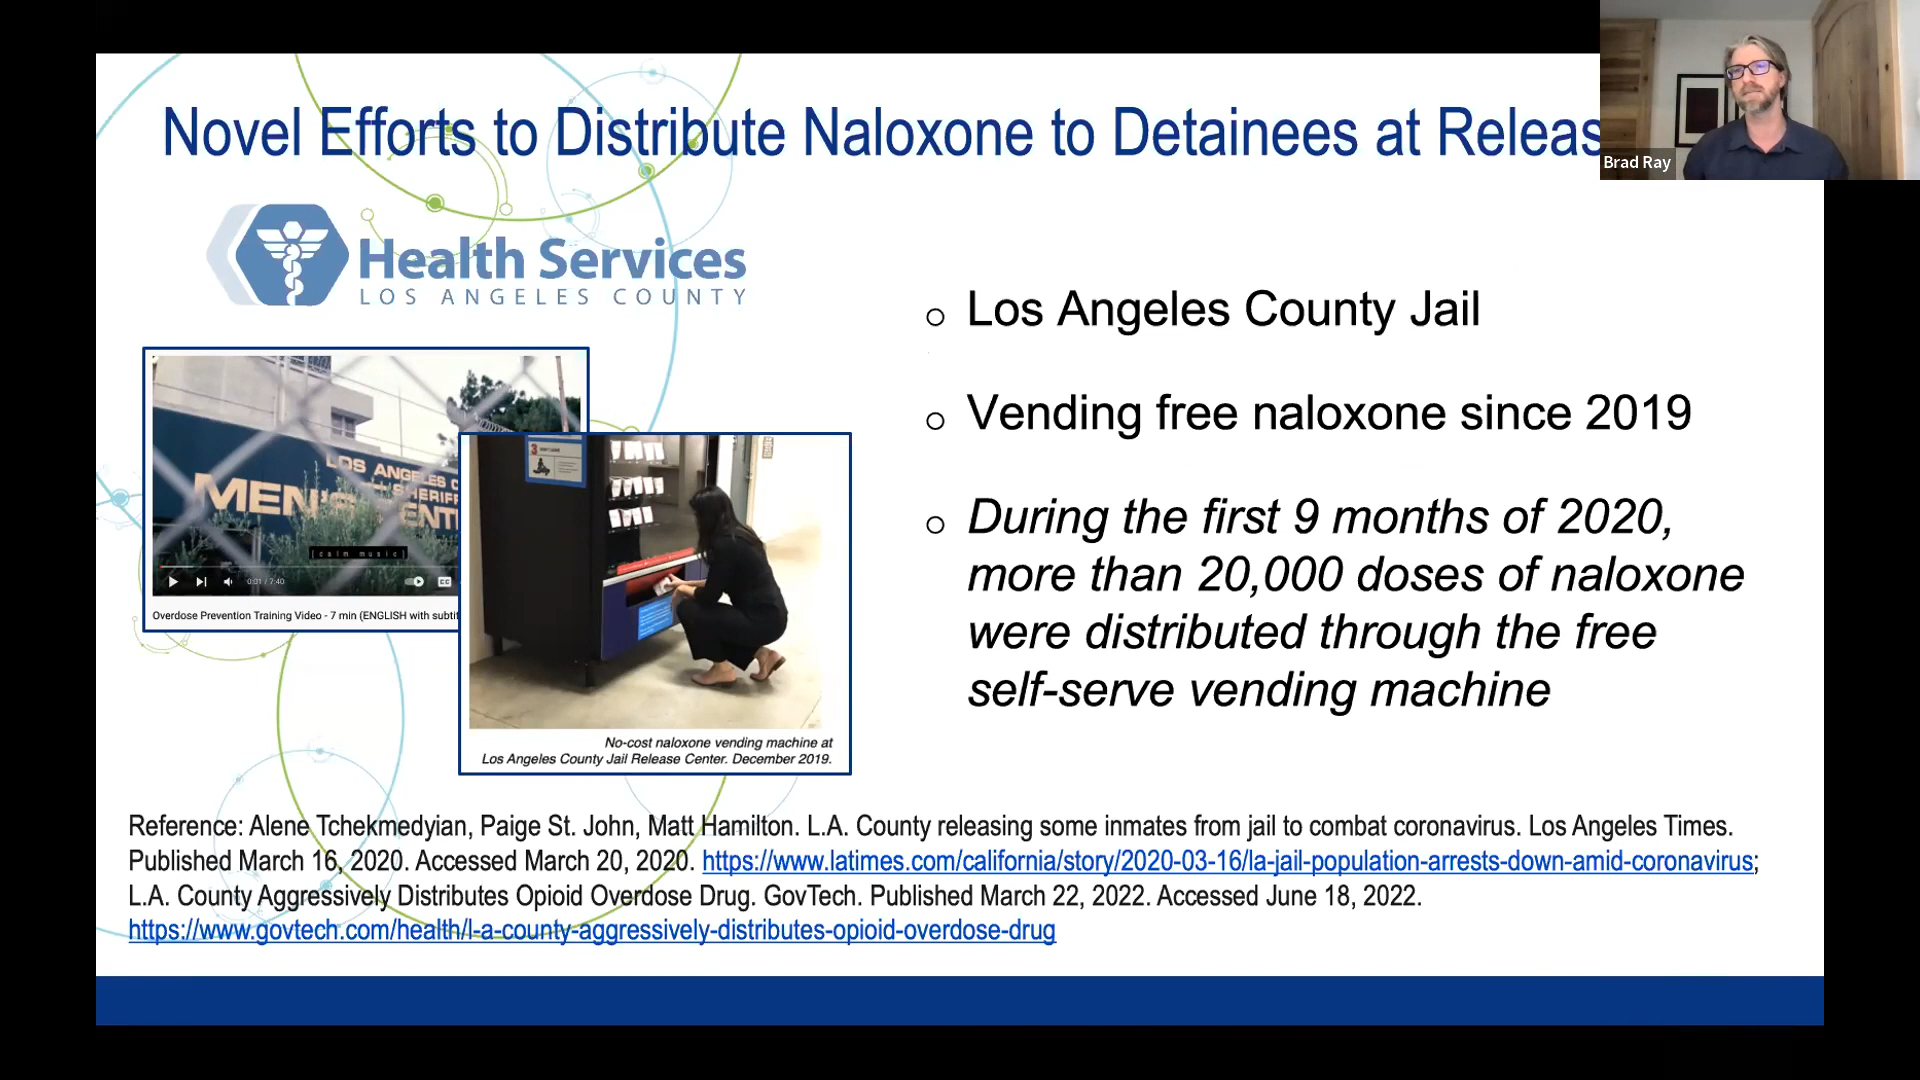 Novel Efforts to Distribute Naloxone to Detainees at Releas
Brad Ray
Health Services
LOS ANGELES COUNTY
LOS ANGELES C
SHERIFF
MEN'S
[calm music]
0:01 / 7:40
CC
Overdose Prevention Training Video - 7 min (ENGLISH with subtit
3
No-cost naloxone vending machine at
Los Angeles County Jail Release Center. December 2019.
o Los Angeles County Jail
o Vending free naloxone since 2019
o During the first 9 months of 2020,
more than 20,000 doses of naloxone
were distributed through the free
self-serve vending machine
Reference: Alene Tchekmedyian, Paige St. John, Matt Hamilton. L.A. County releasing some inmates from jail to combat coronavirus. Los Angeles Times.
Published March 16, 2020. Accessed March 20, 2020. https://www.latimes.com/california/story/2020-03-16/la-jail-population-arrests-down-amid-coronavirus;
L.A. County Aggressively Distributes Opioid Overdose Drug. GovTech. Published March 22, 2022. Accessed June 18, 2022.
https://www.govtech.com/health/l-a-county-aggressively-distributes-opioid-overdose-drug